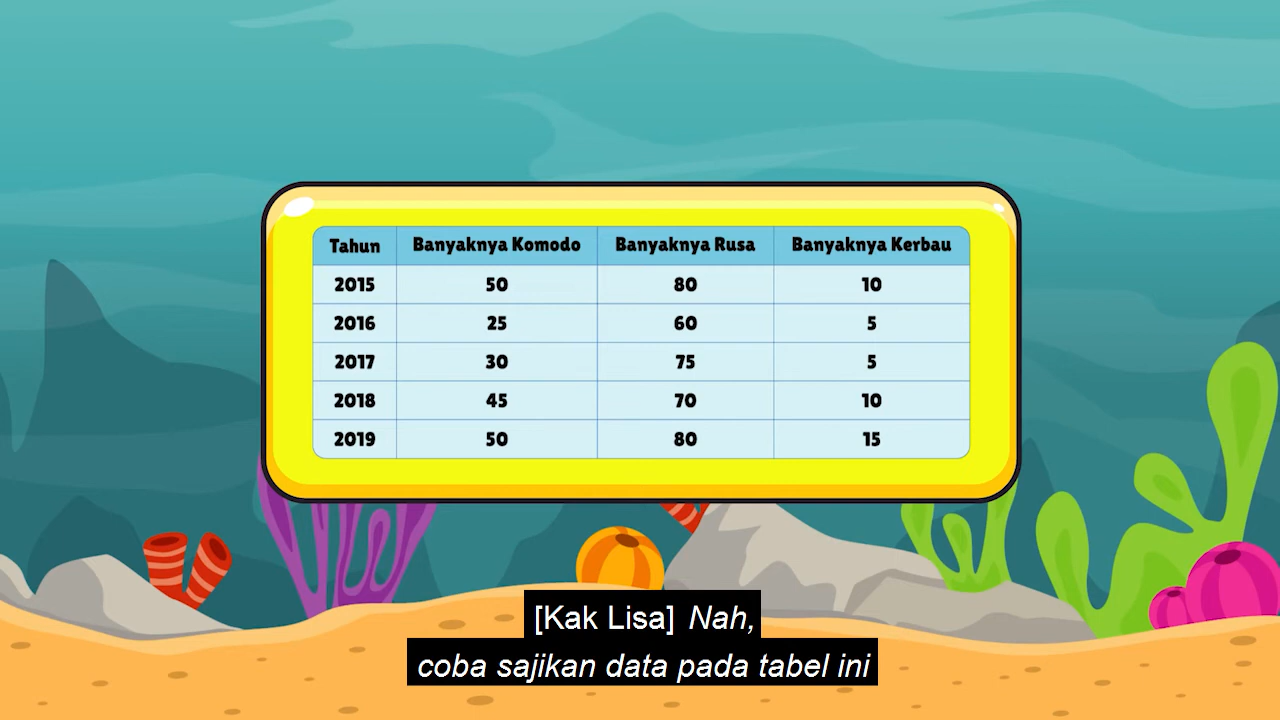 Tahun Banyaknya Komodo Banyaknya Rusa Banyaknya Kerbau
2015 50 80 10
2016 25 60 5
2017 30 75 5
2018 45 70 10
2019 50 80 15
[Kak Lisa] Nah,
coba sajikan data pada tabel ini